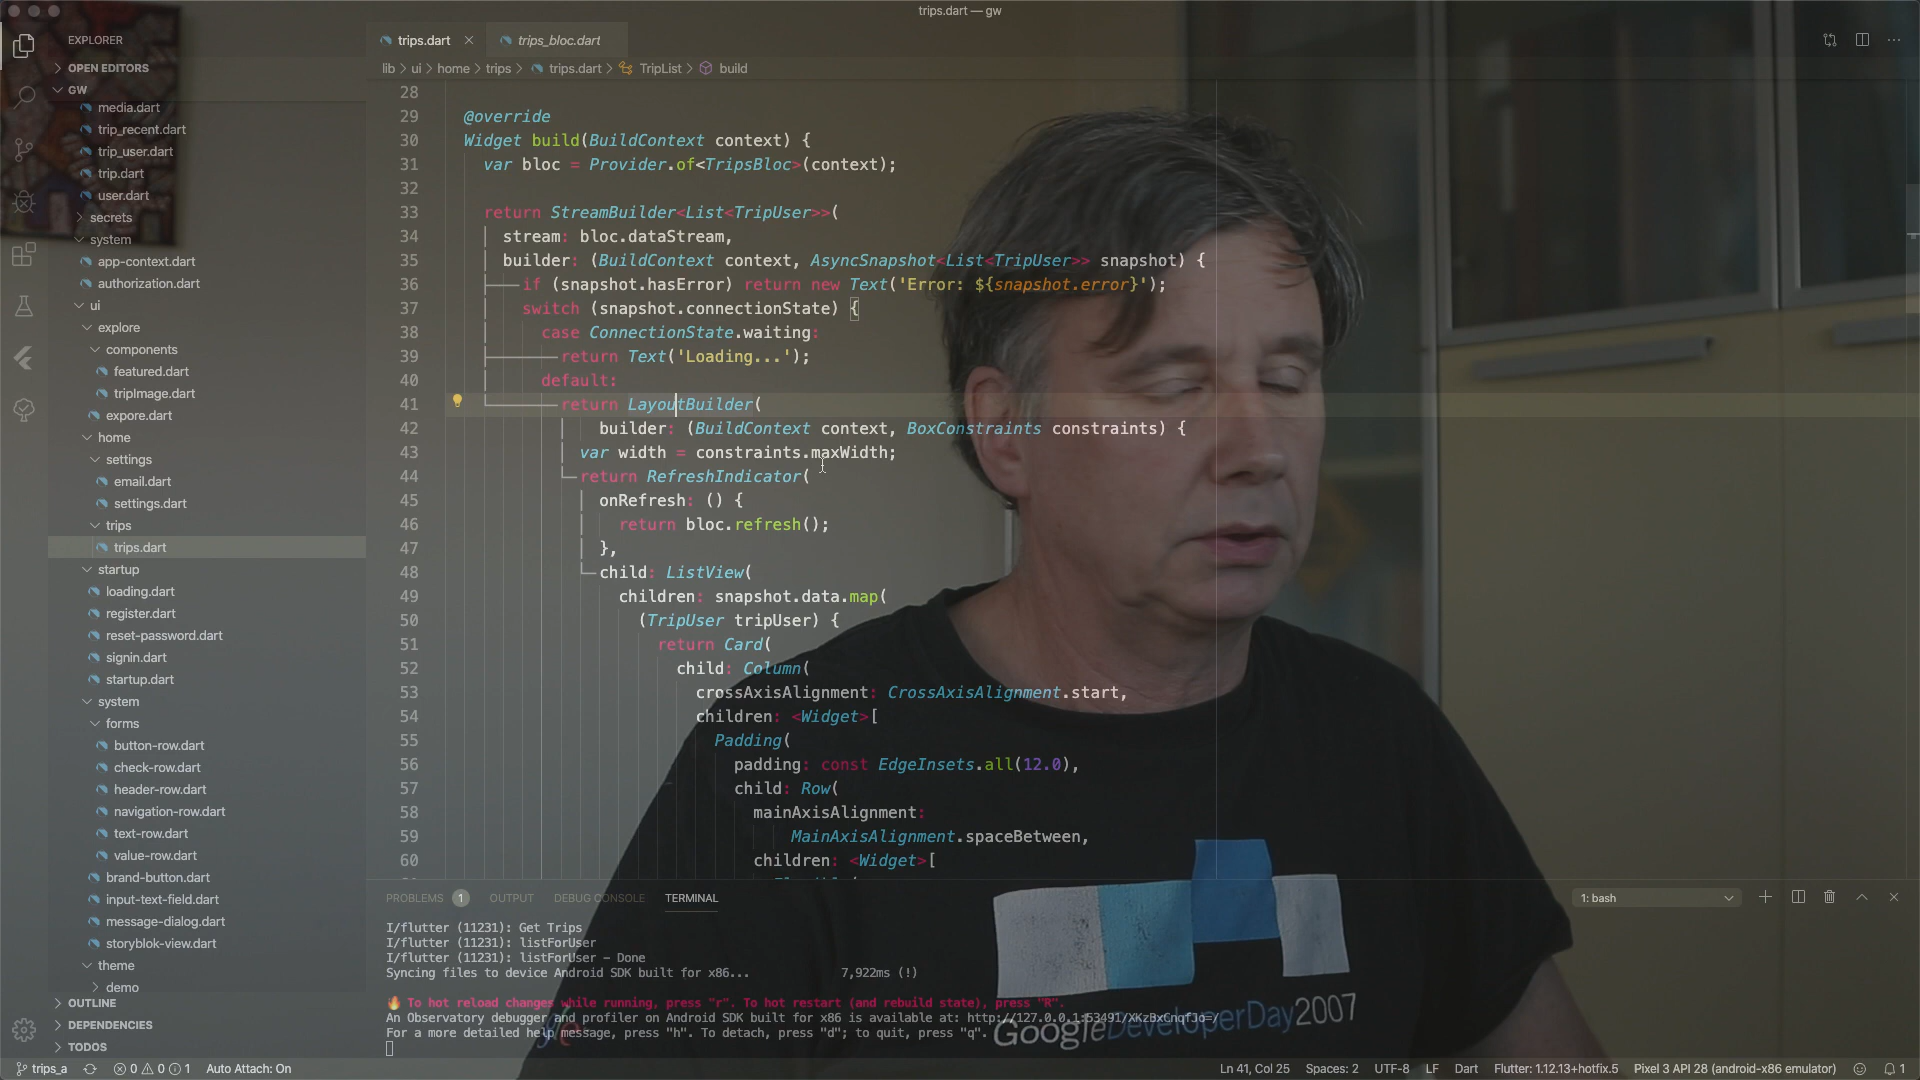 trips.dart — gw
EXPLORER
OPEN EDITORS
GW
media.dart
trip_recent.dart
trip_user.dart
trip.dart
user.dart
secrets
system
app-context.dart
authorization.dart
ui
explore
components
featured.dart
tripImage.dart
expore.dart
home
settings
email.dart
settings.dart
trips
trips.dart
startup
loading.dart
register.dart
reset-password.dart
signin.dart
startup.dart
system
forms
button-row.dart
check-row.dart
header-row.dart
navigation-row.dart
text-row.dart
value-row.dart
brand-button.dart
input-text-field.dart
message-dialog.dart
storyblok-view.dart
theme
demo
OUTLINE
DEPENDENCIES
TODOS
trips.dart
trips_bloc.dart
lib > ui > home > trips > trips.dart > TripList > build
28
29 @override
30 Widget build(BuildContext context) {
31 var bloc = Provider.of<TripsBloc>(context);
32
33 return StreamBuilder<List<TripUser>>(
34 stream: bloc.dataStream,
35 builder: (BuildContext context, AsyncSnapshot<List<TripUser>> snapshot) {
36 if (snapshot.hasError) return new Text('Error: ${snapshot.error}');
37 switch (snapshot.connectionState) {
38 case ConnectionState.waiting:
39 return Text('Loading...');
40 default:
41 return LayoutBuilder(
42 builder: (BuildContext context, BoxConstraints constraints) {
43 var width = constraints.maxWidth;
44 return RefreshIndicator(
45 onRefresh: () {
46 return bloc.refresh();
47 },
48 child: ListView(
49 children: snapshot.data.map(
50 (TripUser tripUser) {
51 return Card(
52 child: Column(
53 crossAxisAlignment: CrossAxisAlignment.start,
54 children: <Widget>[
55 Padding(
56 padding: const EdgeInsets.all(12.0),
57 child: Row(
58 mainAxisAlignment:
59 MainAxisAlignment.spaceBetween,
60 children: <Widget>[
PROBLEMS 1 OUTPUT DEBUG CONSOLE TERMINAL 1: bash
I/flutter (11231): Get Trips
I/flutter (11231): listForUser
I/flutter (11231): listForUser – Done
Syncing files to device Android SDK built for x86... 7,922ms (!)
🔥 To hot reload changes while running, press "r". To hot restart (and rebuild state), press "R".
An Observatory debugger and profiler on Android SDK built for x86 is available at: http://127.0.0.1:53491/XKzBxCnqfJo=/
For a more detailed help message, press "h". To detach, press "d"; to quit, press "q".
GoogleDeveloperDay2007
trips_a 0 0 1 Auto Attach: On
Ln 41, Col 25 Spaces: 2 UTF-8 LF Dart Flutter: 1.12.13+hotfix.5 Pixel 3 API 28 (android-x86 emulator) 1